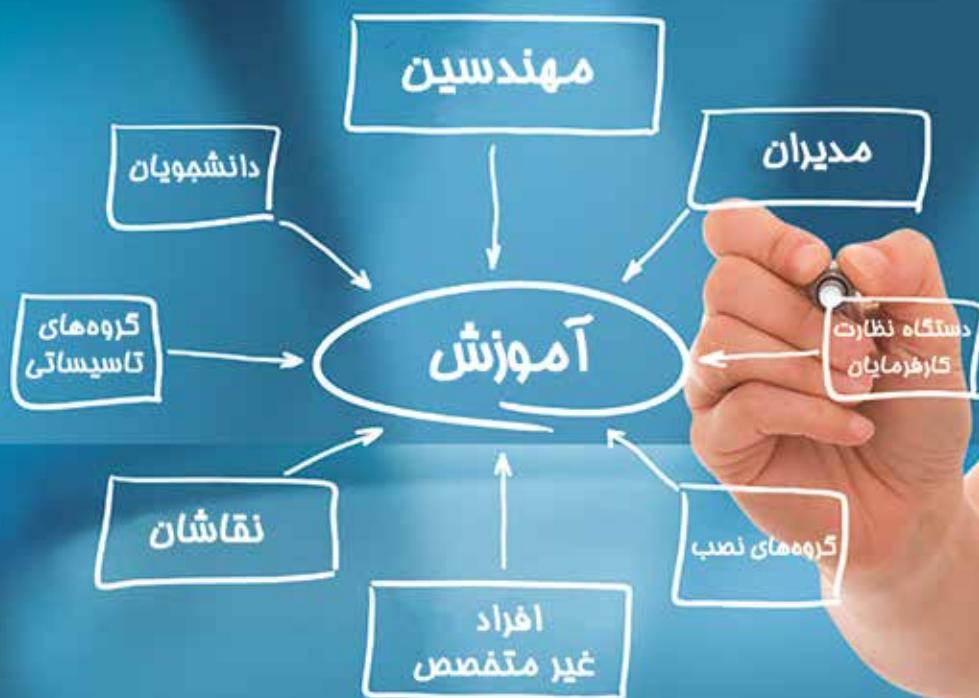 مهندسین
مدیران
دانشجویان
دستگاه نظارت
کارفرمایان
گروه‌های
تاسیساتی
آموزش
گروه‌های نصب
نقاشان
افراد
غیر متخصص